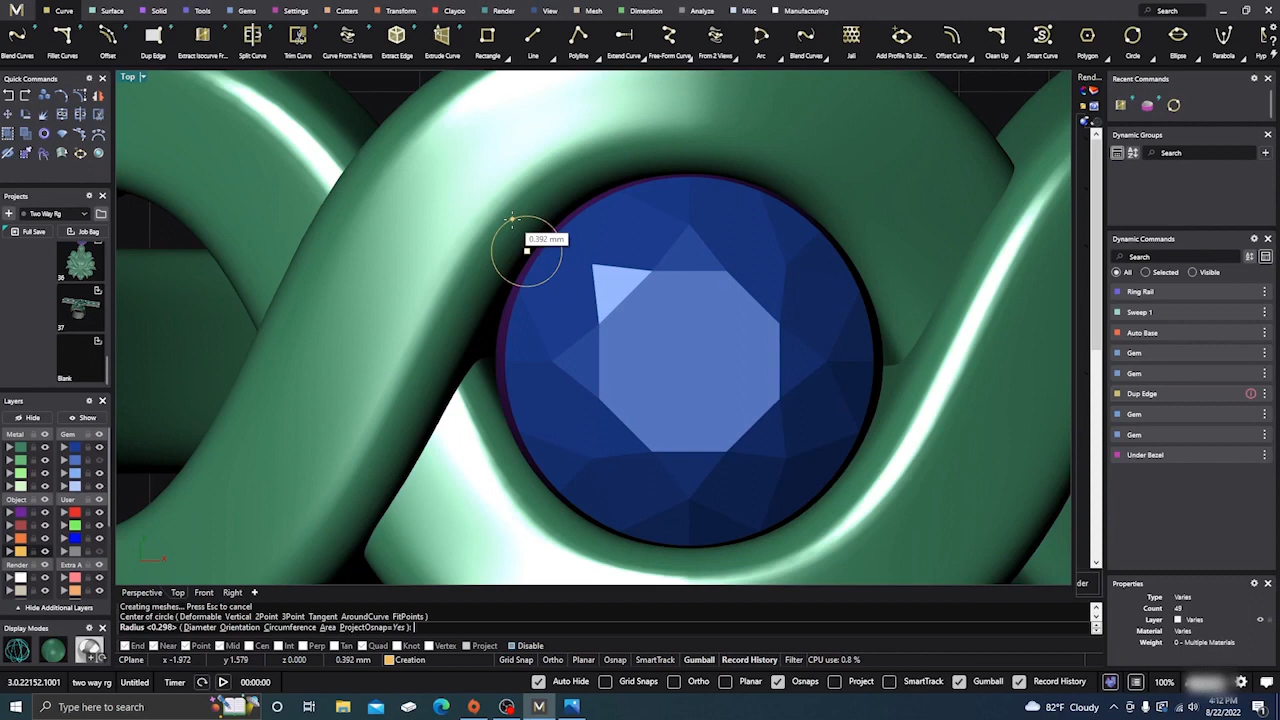 Curve Surface Solid Tools Gems Settings Cutters Transform Clayoo Render View Mesh Dimension Analyze Misc Manufacturing Search
Blend Curves Fillet Curves Offset Dup Edge Extract Isocurve Fr... Split Curve Trim Curve Curve From 2 Views Extract Edge Extrude Curve Rectangle Line Polyline Extend Curve Free-Form Curve From 2 Views Arc Blend Curves Jali Add Profile To Libr... Offset Curve Clean Up Smart Curve Polygon Circle Ellipse Parabola
Quick Commands
Projects
Two Way Rg
Full Save Job Bag
36
37
Blank
Layers
Hide Show
Metal Gem
Object User
Render Extra A
Hide Additional Layers
Display Modes
Top
0.392 mm
Rend...
Recent Commands
Dynamic Groups
Search
Dynamic Commands
Search
All Selected Visible
Ring Rail
Sweep 1
Auto Base
Gem
Gem
Dup Edge
Gem
Gem
Under Bezel
der
Properties
Type Varies
Count 49
Layer Varies
Material Varies
Weight 0 - Multiple Materials
x
Perspective Top Front Right
Creating meshes... Press Esc to cancel
Center of circle ( Deformable Vertical 2Point 3Point Tangent AroundCurve FitPoints )
Radius <0.298> ( Diameter Orientation Circumference Area ProjectOsnap=Yes ):
End Near Point Mid Cen Int Perp Tan Quad Knot Vertex Project Disable
CPlane x -1.972 y 1.579 z 0.000 0.392 mm Creation Grid Snap Ortho Planar Osnap SmartTrack Gumball Record History Filter CPU use: 0.8 %
3.0.22152.1001 two way rg Untitled Timer 00:00:00 Auto Hide Grid Snaps Ortho Planar Osnaps Project SmartTrack Gumball Record History 100%
Type here to search 82°F Cloudy 4:12 PM
8/22/2022